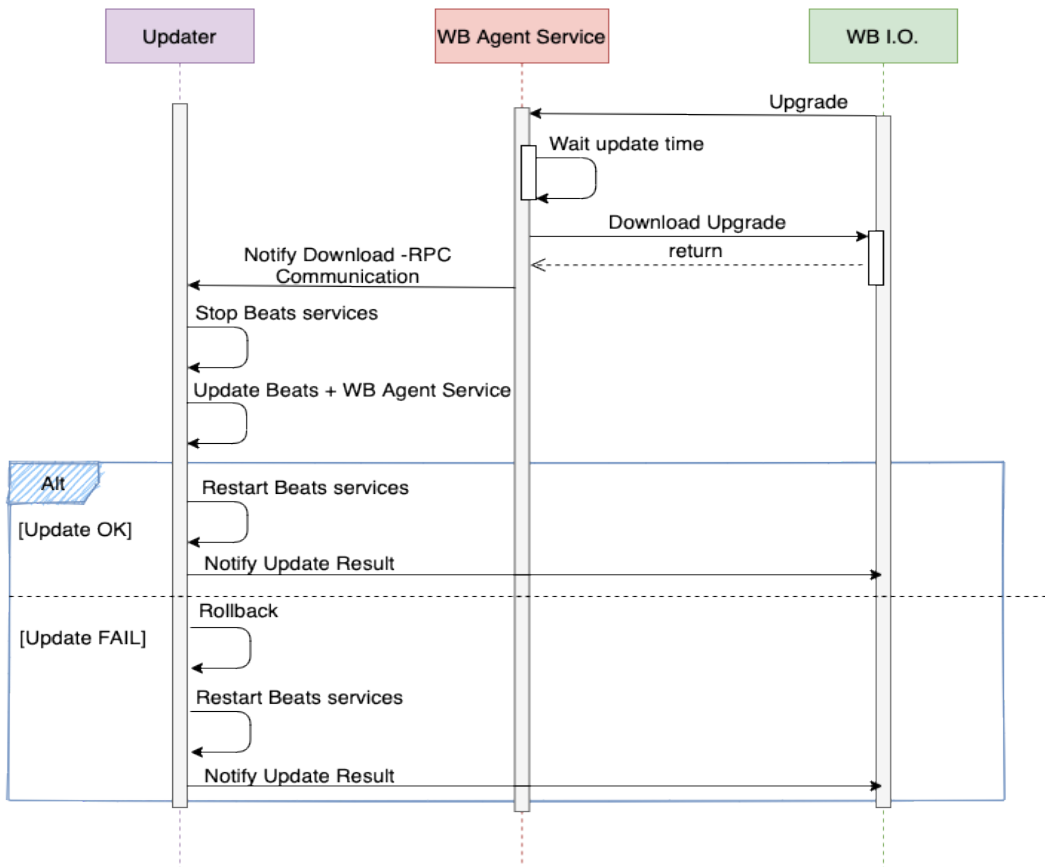 Updater
WB Agent Service
WB I.O.
Upgrade
Wait update time
Download Upgrade
return
Notify Download -RPC
Communication
Stop Beats services
Update Beats + WB Agent Service
Alt
Restart Beats services
[Update OK]
Notify Update Result
Rollback
[Update FAIL]
Restart Beats services
Notify Update Result